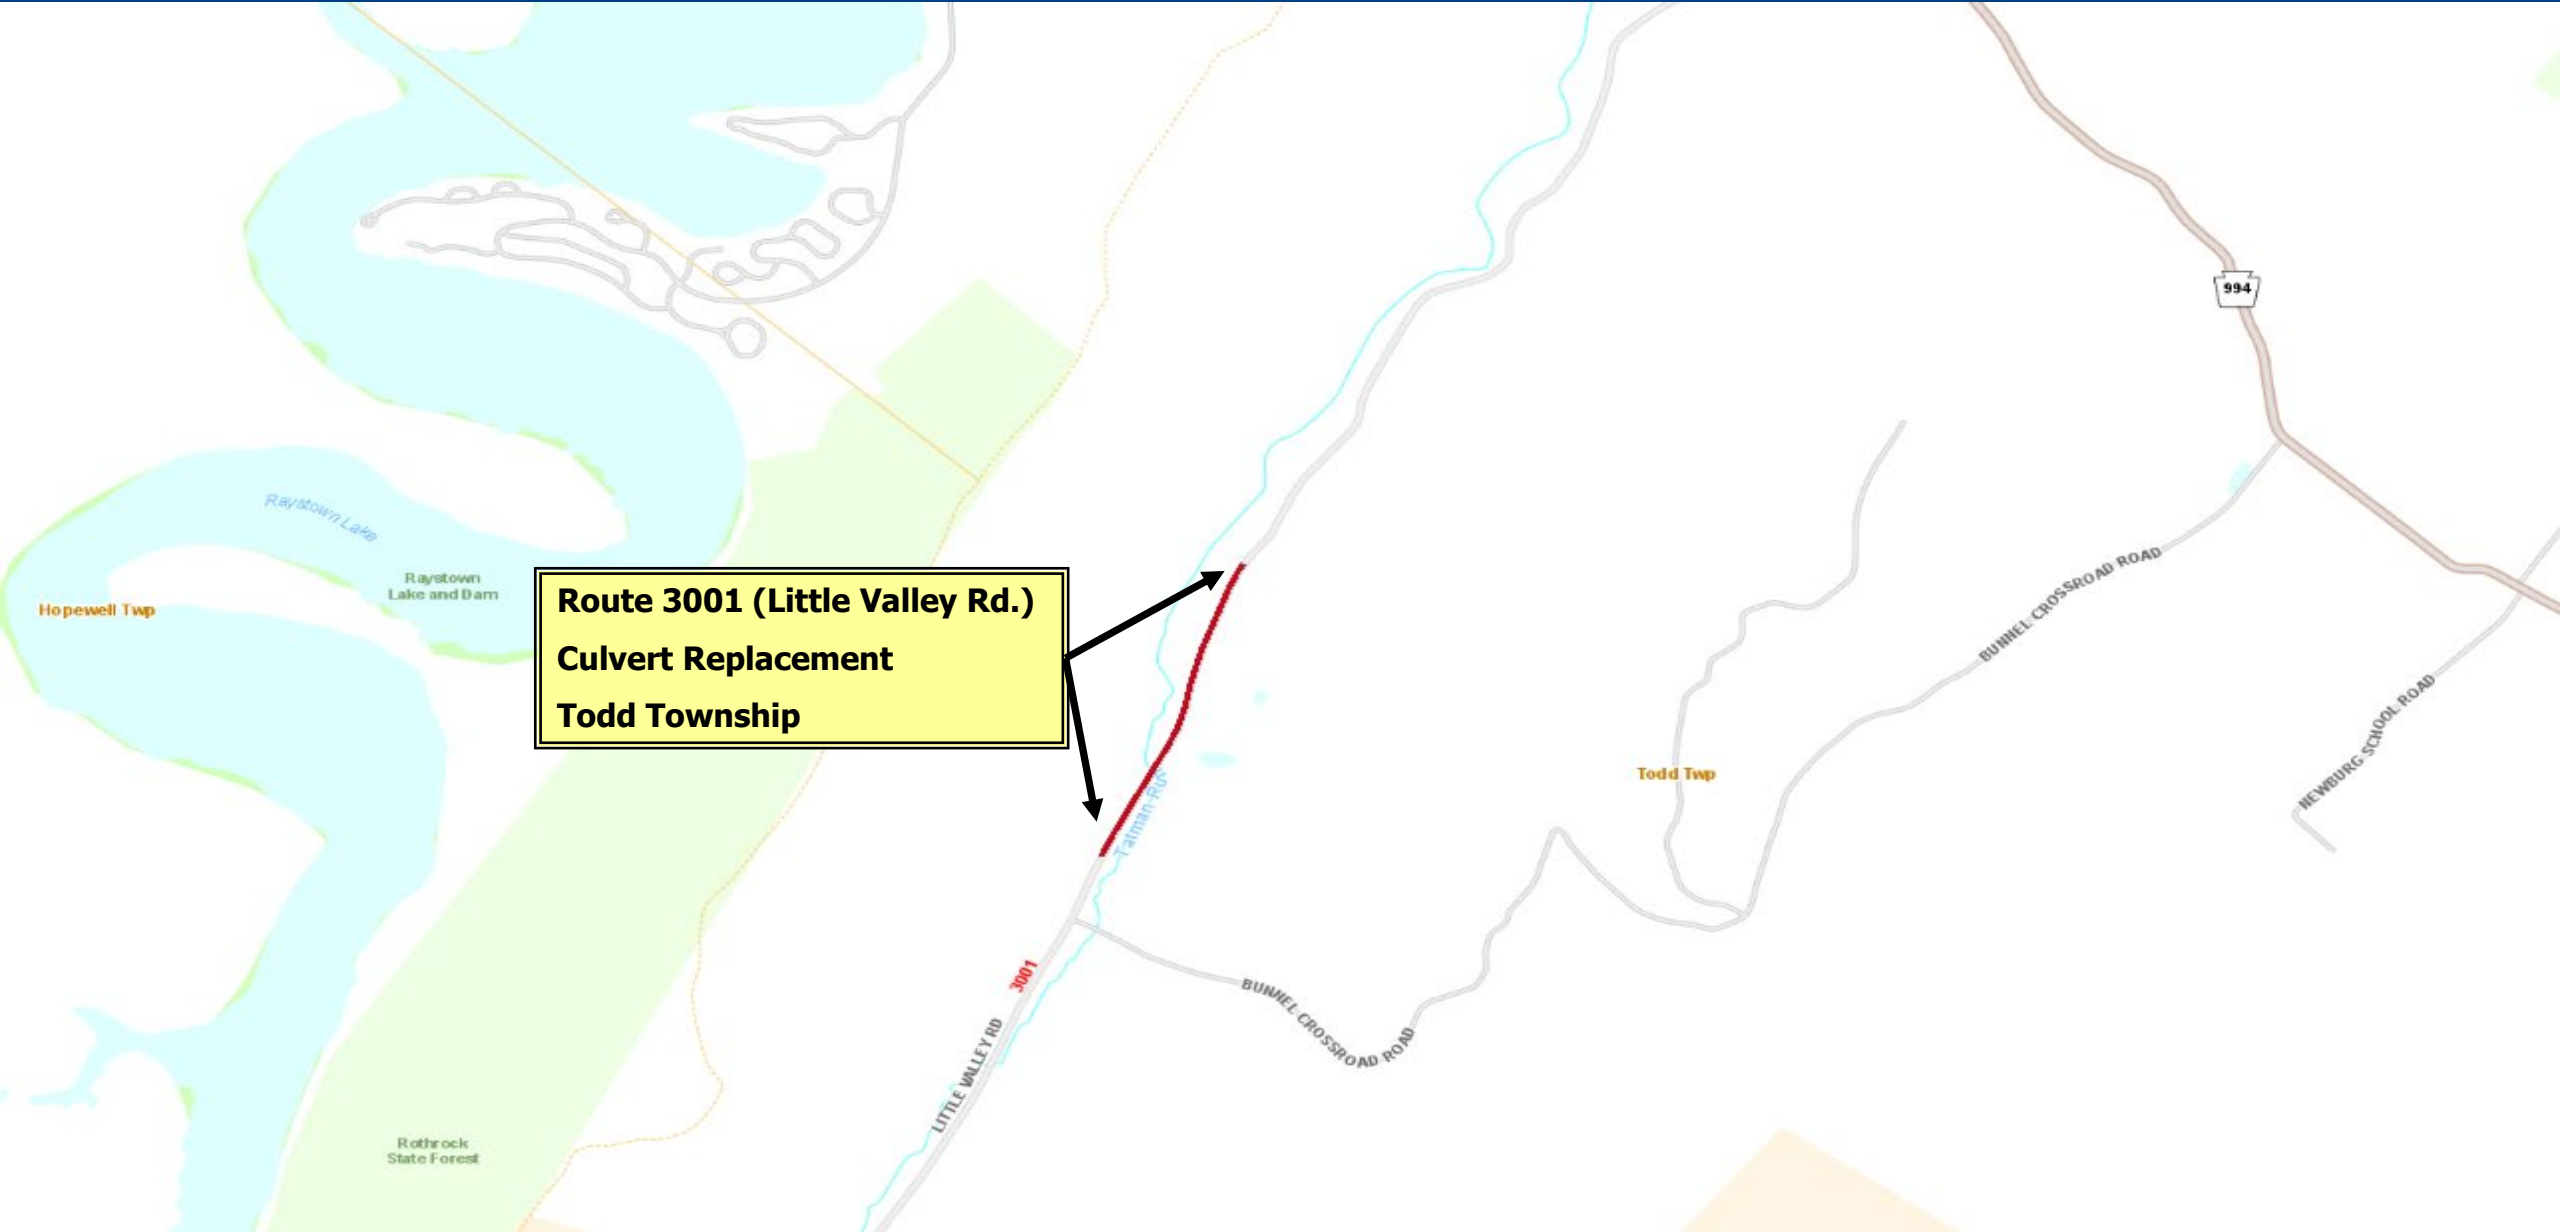 994
Raystown Lake
Raystown
Lake and Dam
Hopewell Twp
Route 3001 (Little Valley Rd.)
Culvert Replacement
Todd Township
BUNNEL CROSSROAD ROAD
NEWBURG SCHOOL ROAD
Todd Twp
Tatman Run
3001
BUNNEL CROSSROAD ROAD
LITTLE VALLEY RD
Rothrock
State Forest